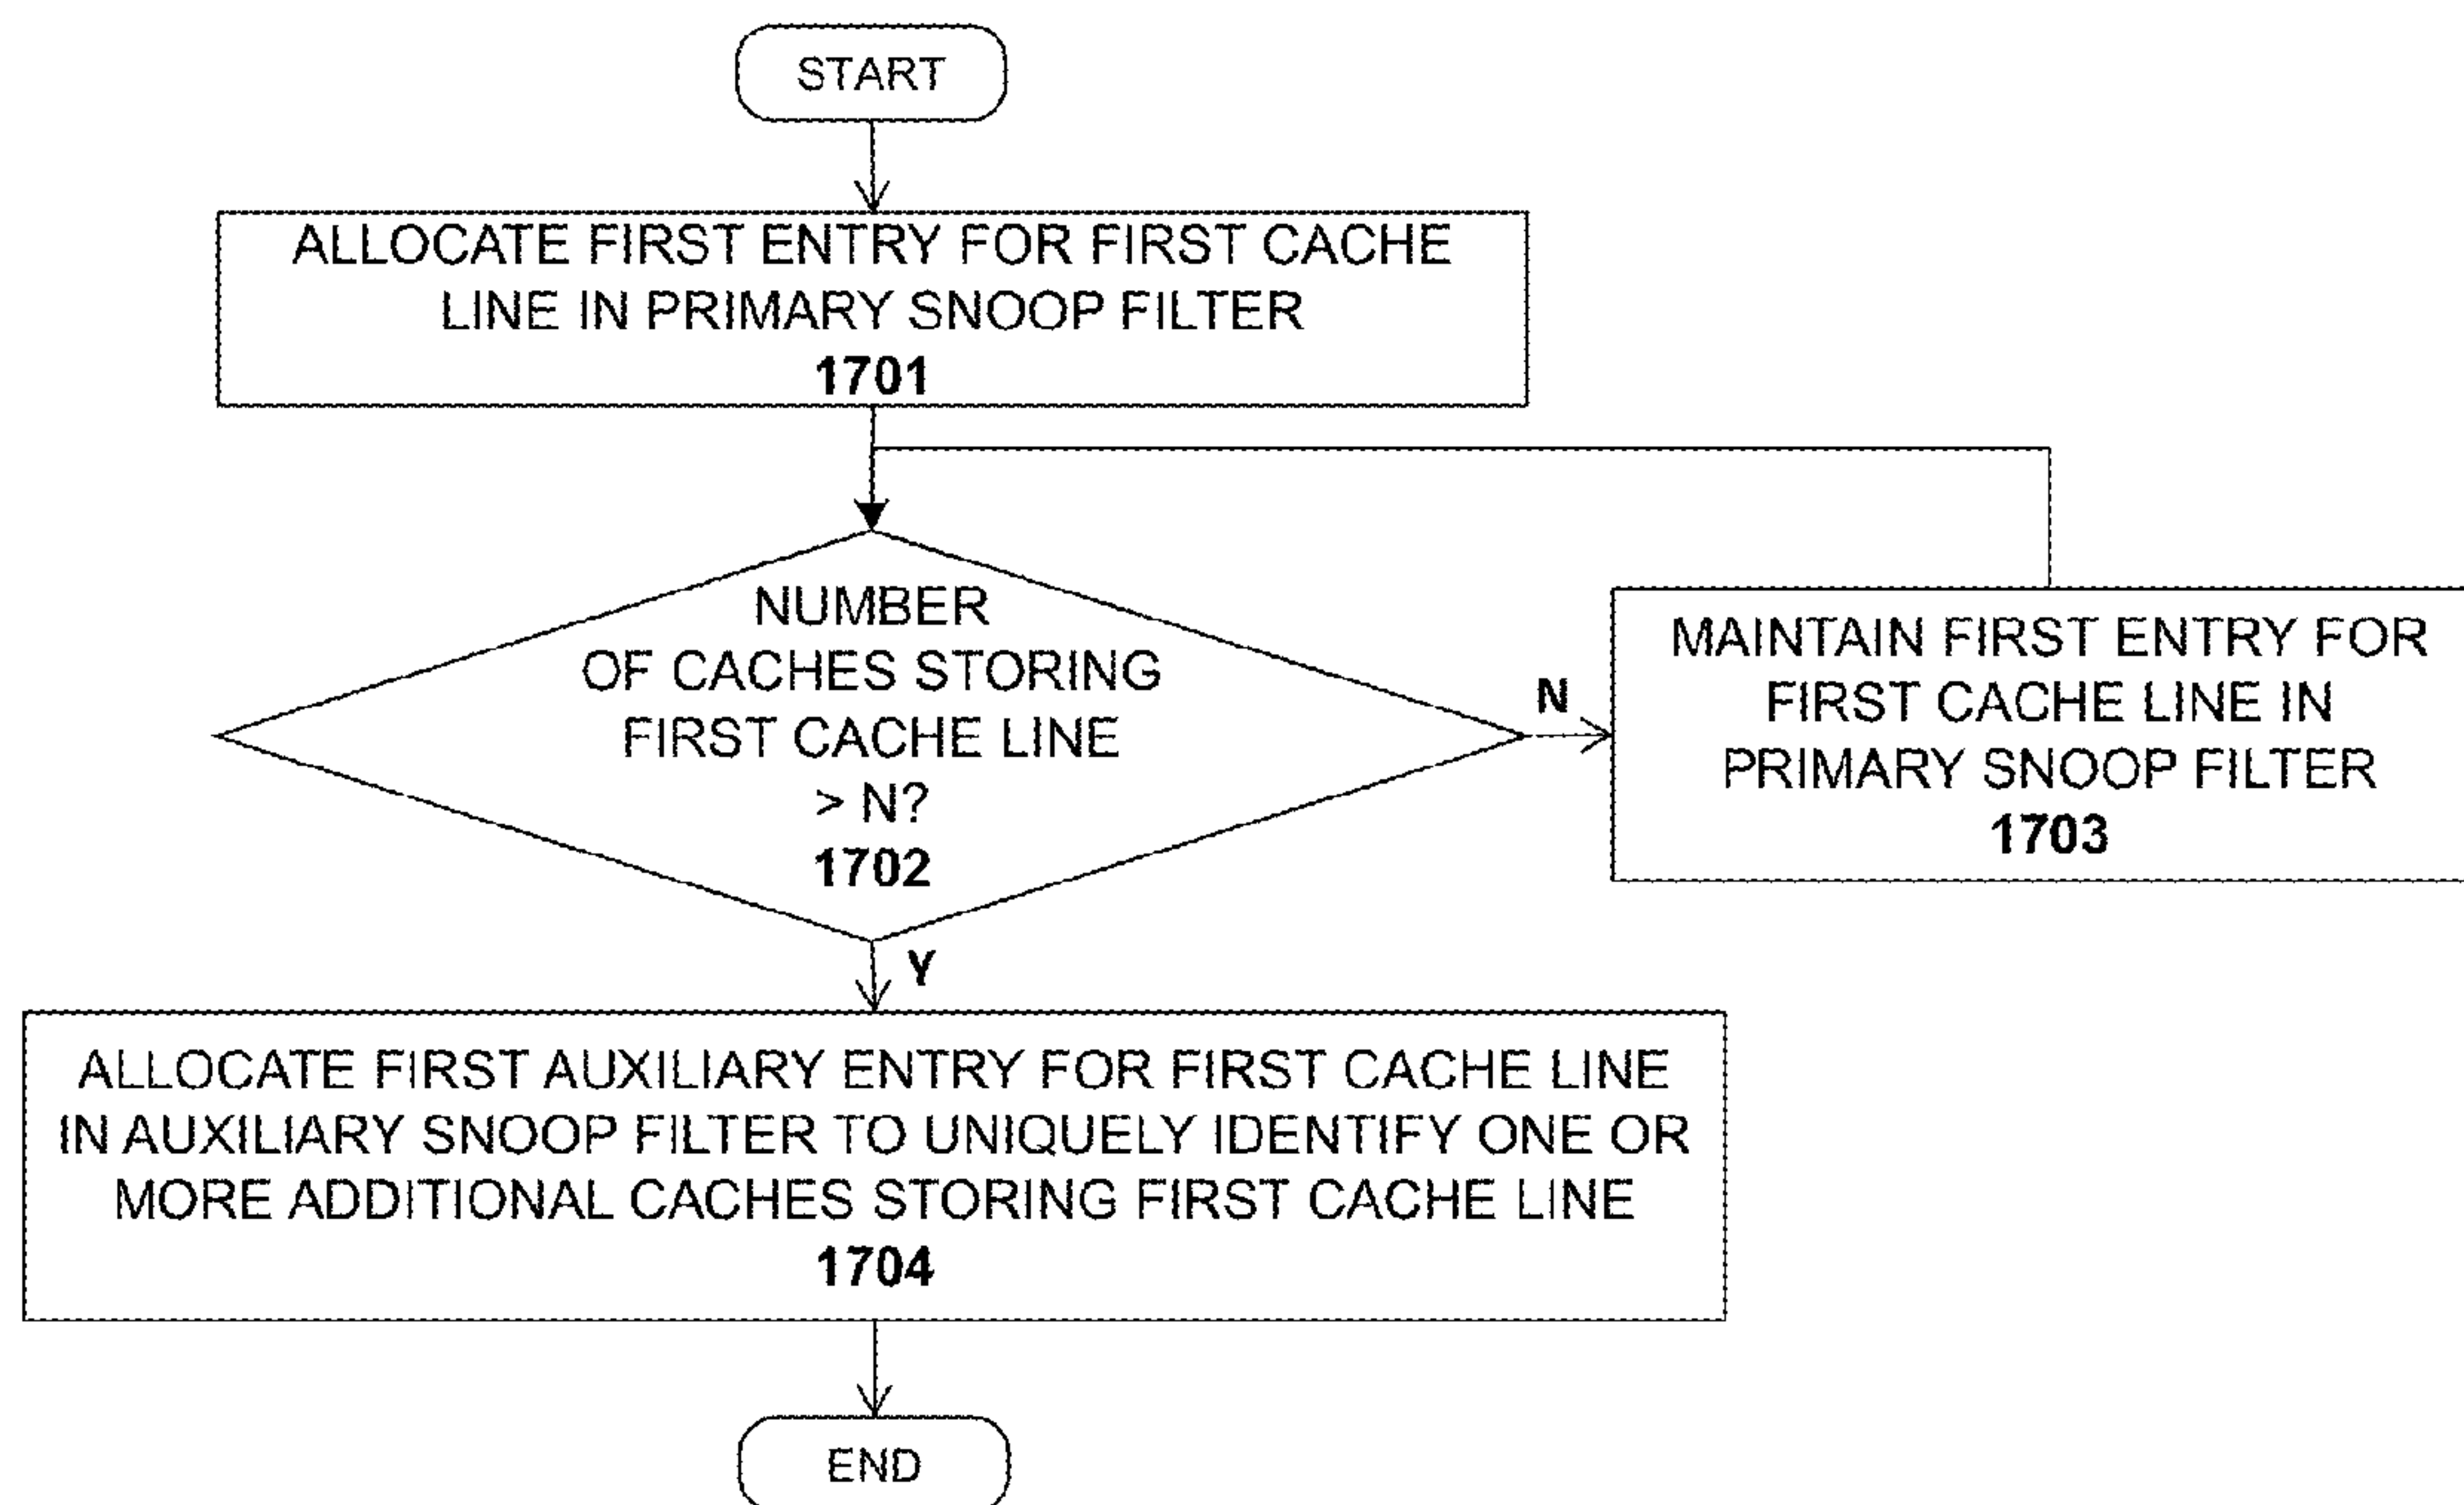 START
ALLOCATE FIRST ENTRY FOR FIRST CACHE
LINE IN PRIMARY SNOOP FILTER
1701
NUMBER
OF CACHES STORING
FIRST CACHE LINE
> N?
1702
N
MAINTAIN FIRST ENTRY FOR
FIRST CACHE LINE IN
PRIMARY SNOOP FILTER
1703
Y
ALLOCATE FIRST AUXILIARY ENTRY FOR FIRST CACHE LINE
IN AUXILIARY SNOOP FILTER TO UNIQUELY IDENTIFY ONE OR
MORE ADDITIONAL CACHES STORING FIRST CACHE LINE
1704
END